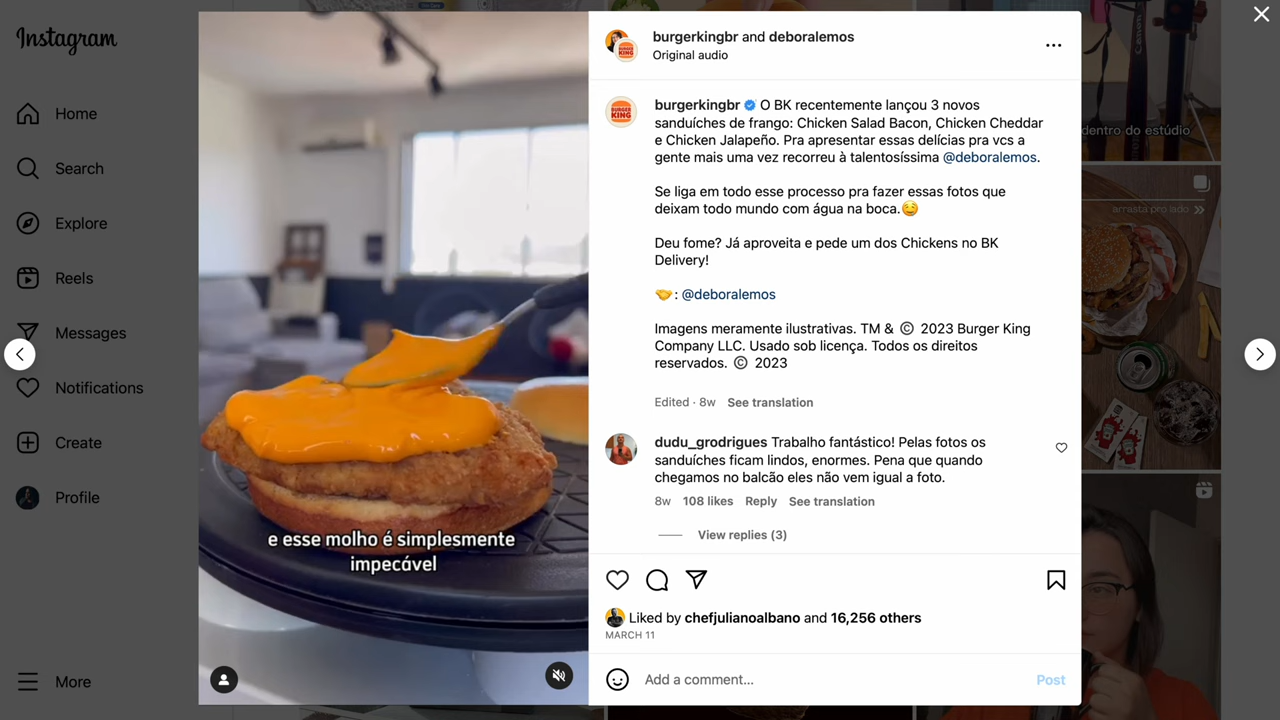 Instagram
Home
Search
Explore
Reels
Messages
Notifications
Create
Profile
More
e esse molho é simplesmente
impecável
burgerkingbr and deboralemos
Original audio
BURGER
KING
burgerkingbr O BK recentemente lançou 3 novos
sanduíches de frango: Chicken Salad Bacon, Chicken Cheddar
e Chicken Jalapeño. Pra apresentar essas delícias pra vcs a
gente mais uma vez recorreu à talentosíssima @deboralemos.
Se liga em todo esse processo pra fazer essas fotos que
deixam todo mundo com água na boca.🤤
Deu fome? Já aproveita e pede um dos Chickens no BK
Delivery!
🤝: @deboralemos
Imagens meramente ilustrativas. TM & © 2023 Burger King
Company LLC. Usado sob licença. Todos os direitos
reservados. © 2023
Edited · 8w See translation
dudu_grodrigues Trabalho fantástico! Pelas fotos os
sanduíches ficam lindos, enormes. Pena que quando
chegamos no balcão eles não vem igual a foto.
8w 108 likes Reply See translation
View replies (3)
Liked by chefjulianoalbano and 16,256 others
MARCH 11
Add a comment...
Post
dentro do estúdio
arrasta pro lado >>